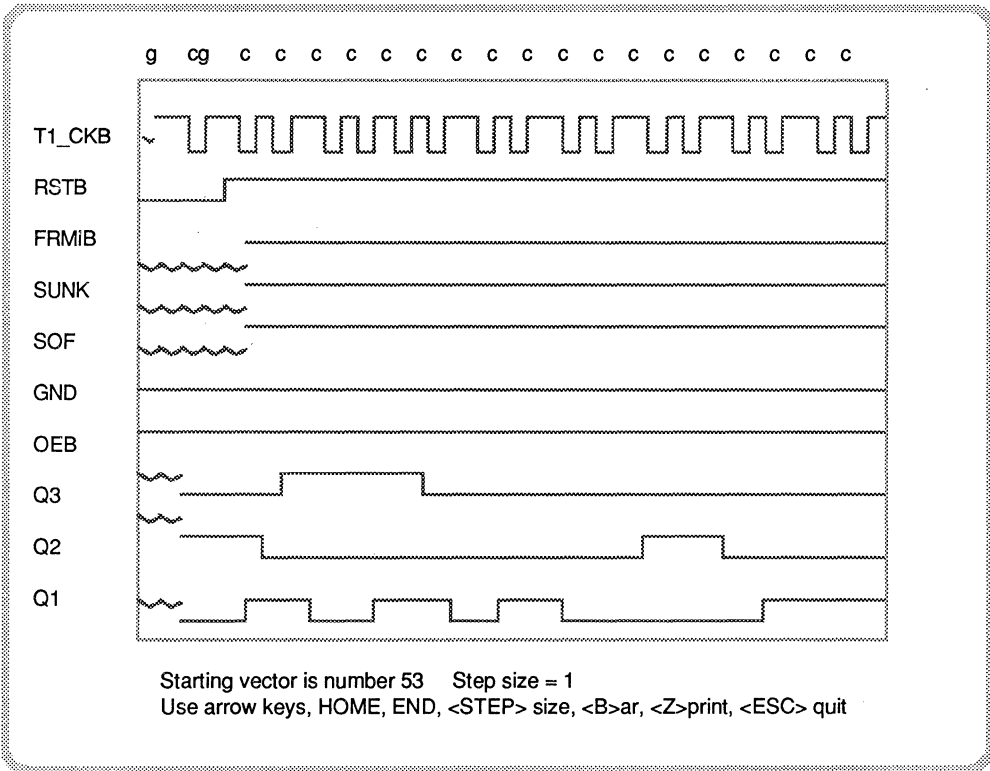 g cg c c c c c c c c c c c c c c c c c c
T1_CKB
RSTB
FRMiB
SUNK
SOF
GND
OEB
Q3
Q2
Q1
Starting vector is number 53 Step size = 1
Use arrow keys, HOME, END, <STEP> size, <B>ar, <Z>print, <ESC> quit